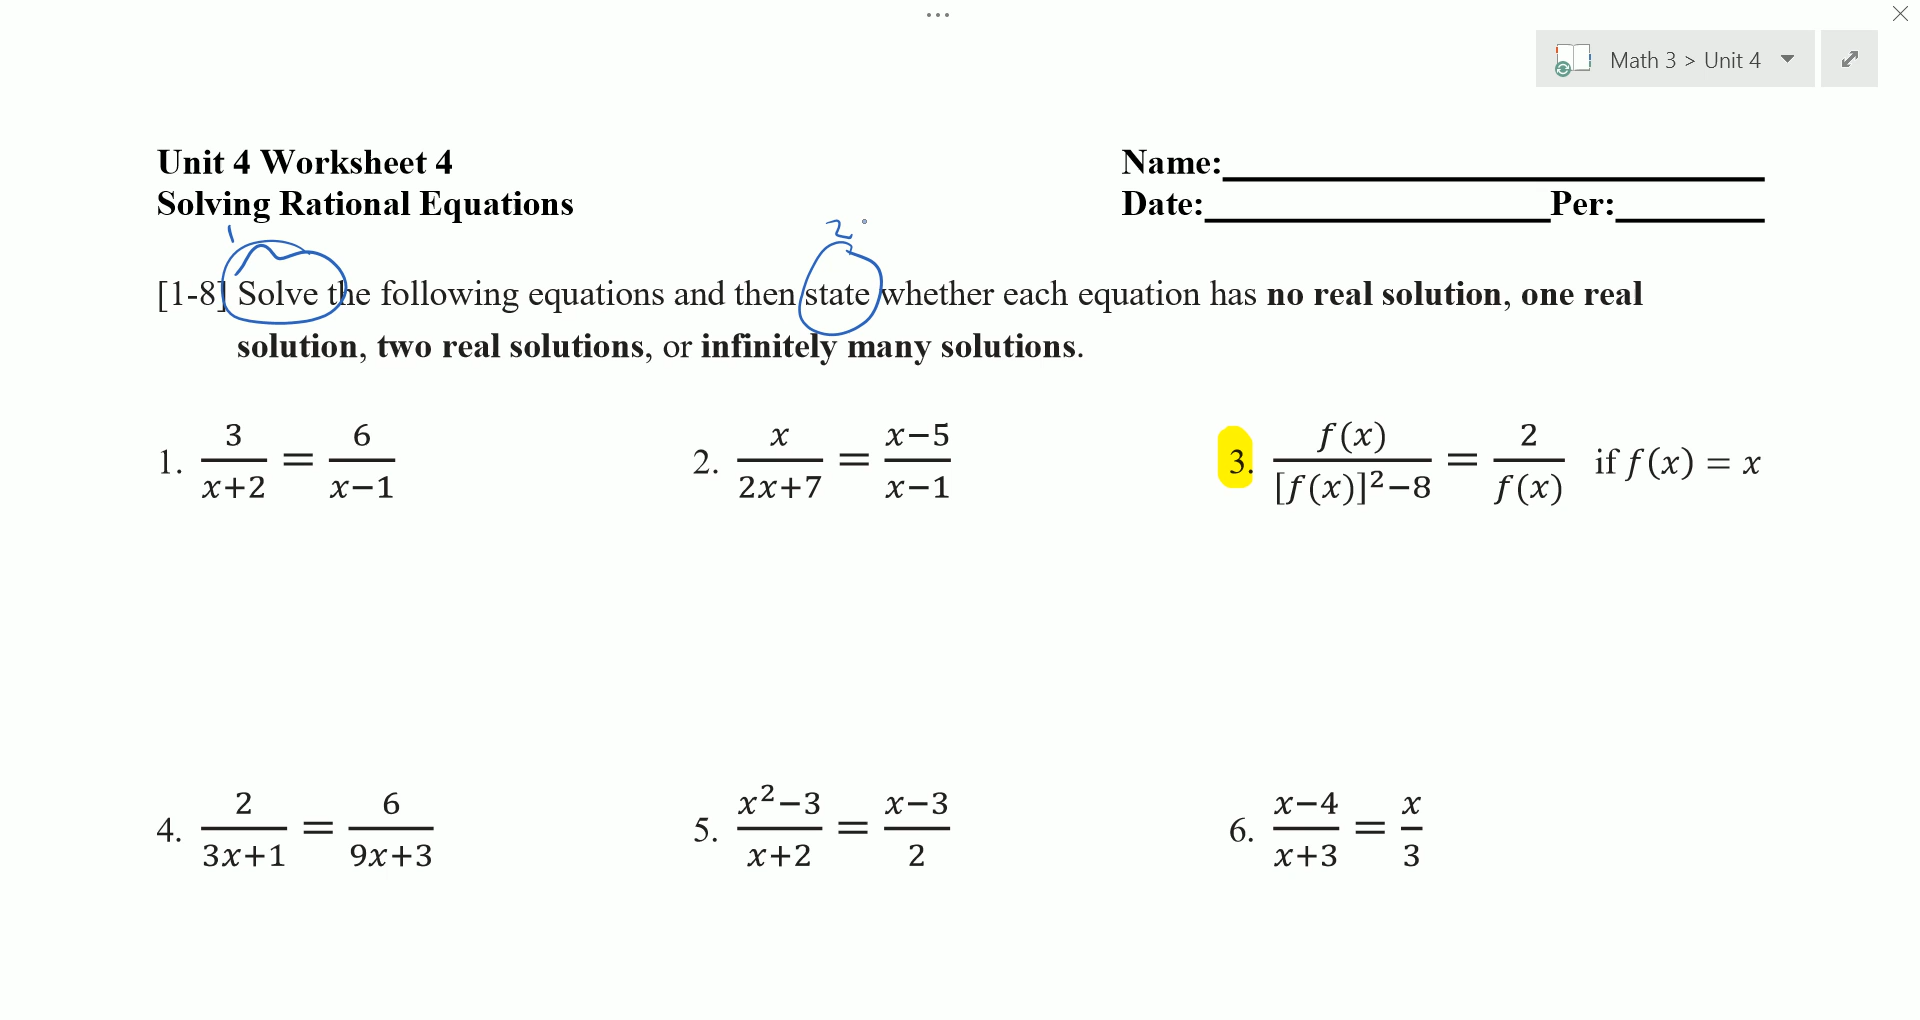 ...
Math 3 > Unit 4
Unit 4 Worksheet 4
Name:
Solving Rational Equations
Date: Per:
1
2
[1-8] Solve the following equations and then state whether each equation has no real solution, one real
solution, two real solutions, or infinitely many solutions.
1. 3/(x+2) = 6/(x−1)
2. x/(2x+7) = (x−5)/(x−1)
3. f(x)/([f(x)]²−8) = 2/f(x) if f(x) = x
4. 2/(3x+1) = 6/(9x+3)
5. (x²−3)/(x+2) = (x−3)/2
6. (x−4)/(x+3) = x/3